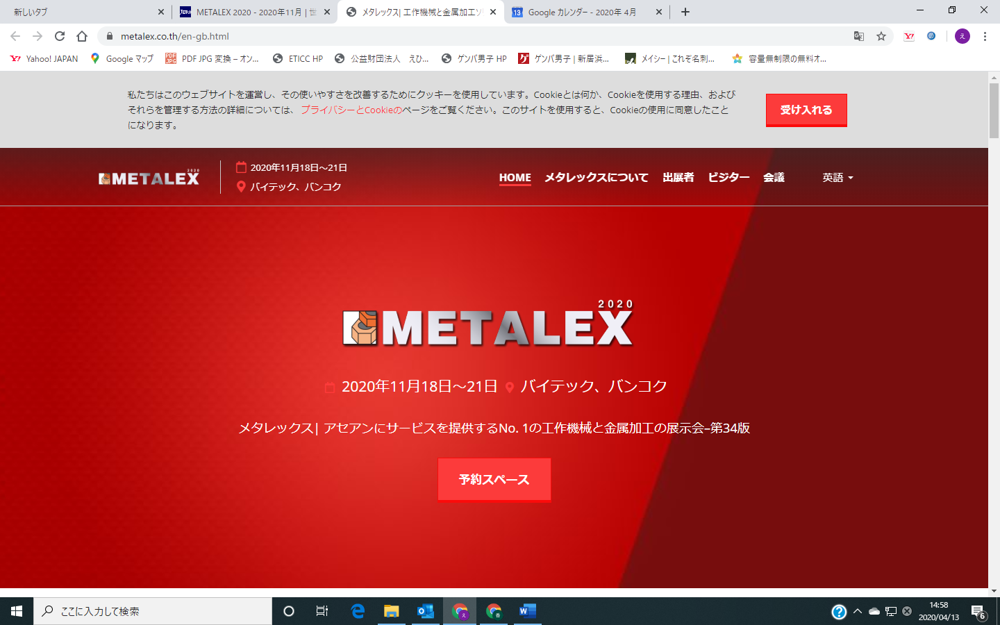 新しいタブ
METALEX 2020 - 2020年11月 | 世
メタレックス| 工作機械と金属加工ソ
Google カレンダー - 2020年 4月
metalex.co.th/en-gb.html
Yahoo! JAPAN
Google マップ
PDF JPG 変換 – オン...
ETICC HP
公益財団法人　えひ...
ゲンバ男子 HP
ゲンバ男子 | 新居浜...
メイシー | これぞ名刺...
容量無制限の無料オ...
私たちはこのウェブサイトを運営し、その使いやすさを改善するためにクッキーを使用しています。Cookieとは何か、Cookieを使用する理由、および
それらを管理する方法の詳細については、 プライバシーとCookieのページをご覧ください。このサイトを使用すると、Cookieの使用に同意したこと
になります。
受け入れる
2020
METALEX
2020年11月18日～21日
バイテック、バンコク
HOME
メタレックスについて
出展者
ビジター
会議
英語
2020
METALEX
2020年11月18日～21日
バイテック、バンコク
メタレックス| アセアンにサービスを提供するNo. 1の工作機械と金属加工の展示会–第34版
予約スペース
ここに入力して検索
14:58
2020/04/13
6